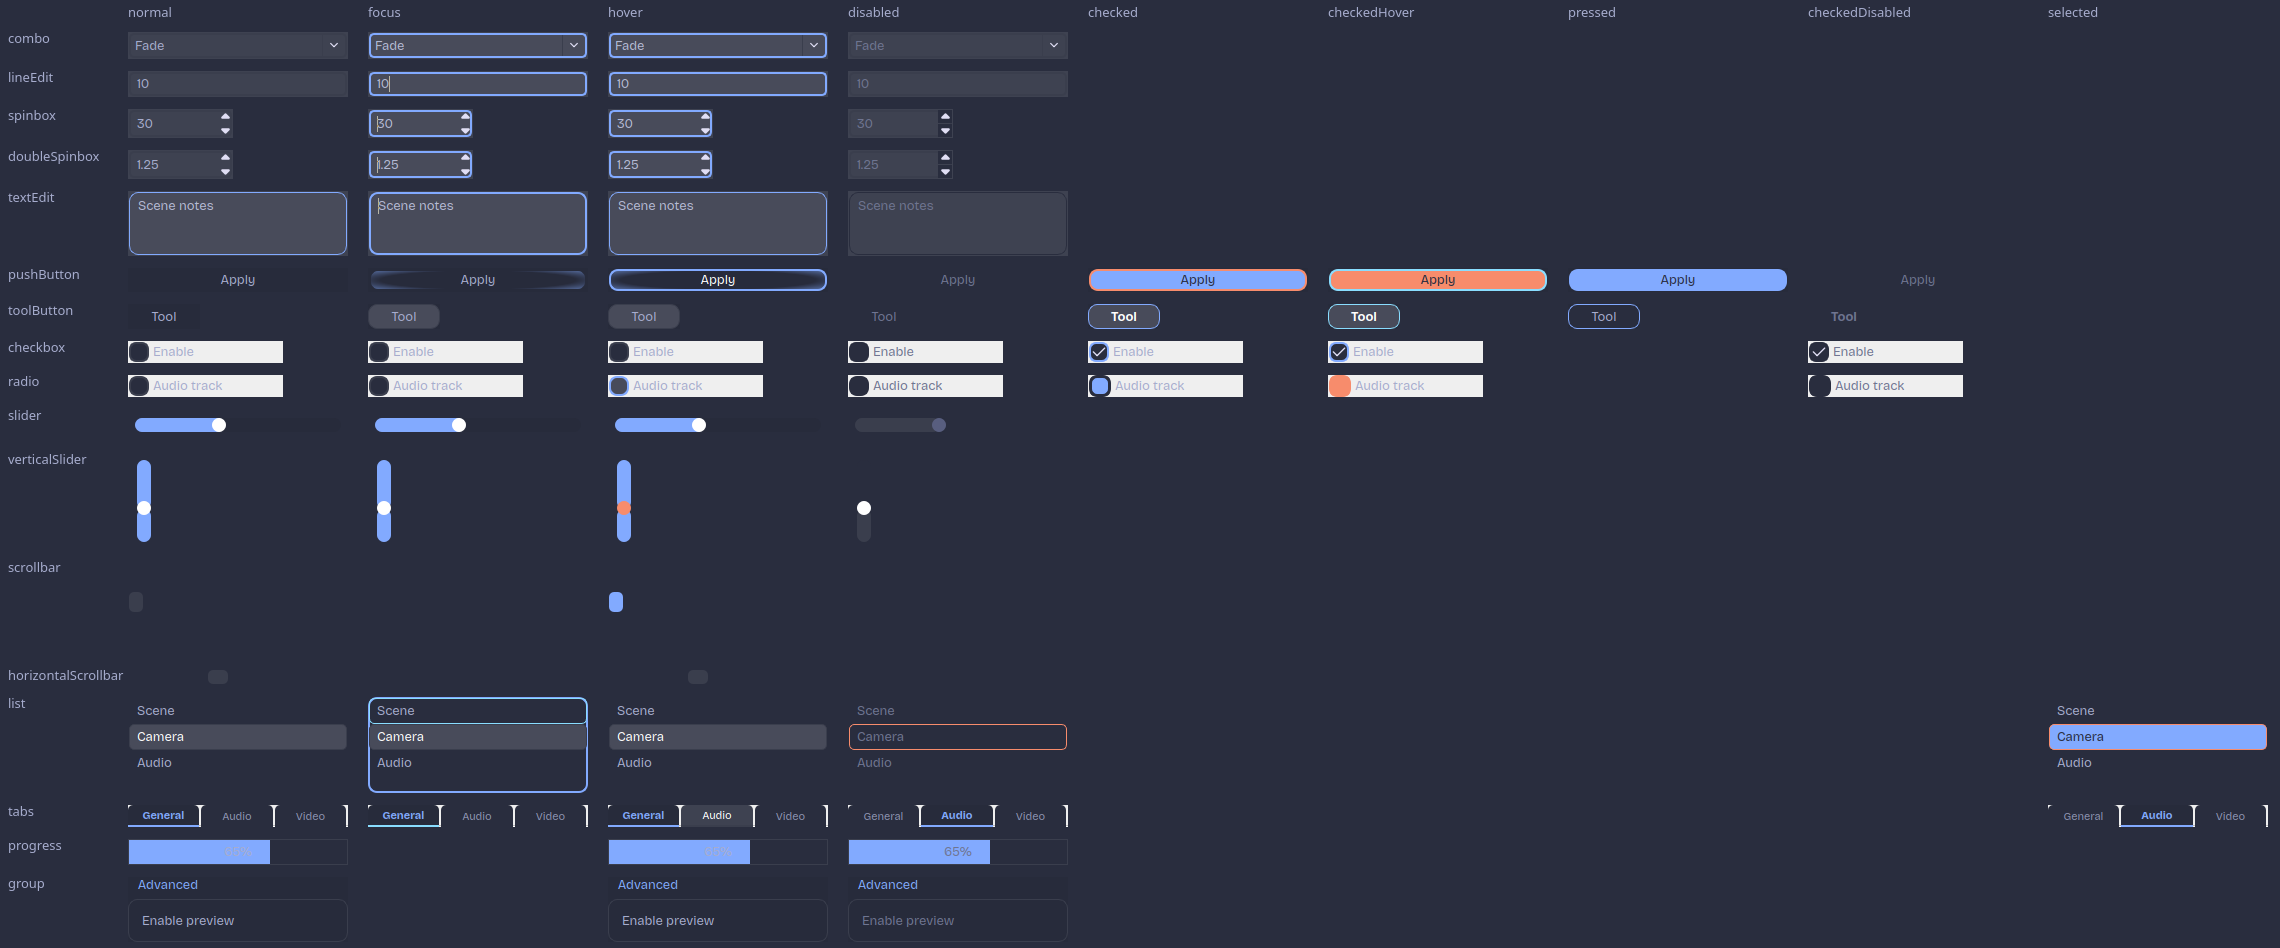 normal focus hover disabled checked checkedHover pressed checkedDisabled selected
combo Fade Fade Fade Fade
lineEdit 10 10 10 10
spinbox 30 30 30 30
doubleSpinbox 1.25 1.25 1.25 1.25
textEdit Scene notes Scene notes Scene notes Scene notes
pushButton Apply Apply Apply Apply Apply Apply Apply Apply
toolButton Tool Tool Tool Tool Tool Tool Tool Tool
checkbox Enable Enable Enable Enable Enable Enable Enable
radio Audio track Audio track Audio track Audio track Audio track Audio track Audio track
slider
verticalSlider
scrollbar
horizontalScrollbar
list Scene Scene Scene Scene Scene
Camera Camera Camera Camera Camera
Audio Audio Audio Audio Audio
tabs General Audio Video General Audio Video General Audio Video General Audio Video General Audio Video
progress 65% 65% 65%
group Advanced Advanced Advanced
Enable preview Enable preview Enable preview